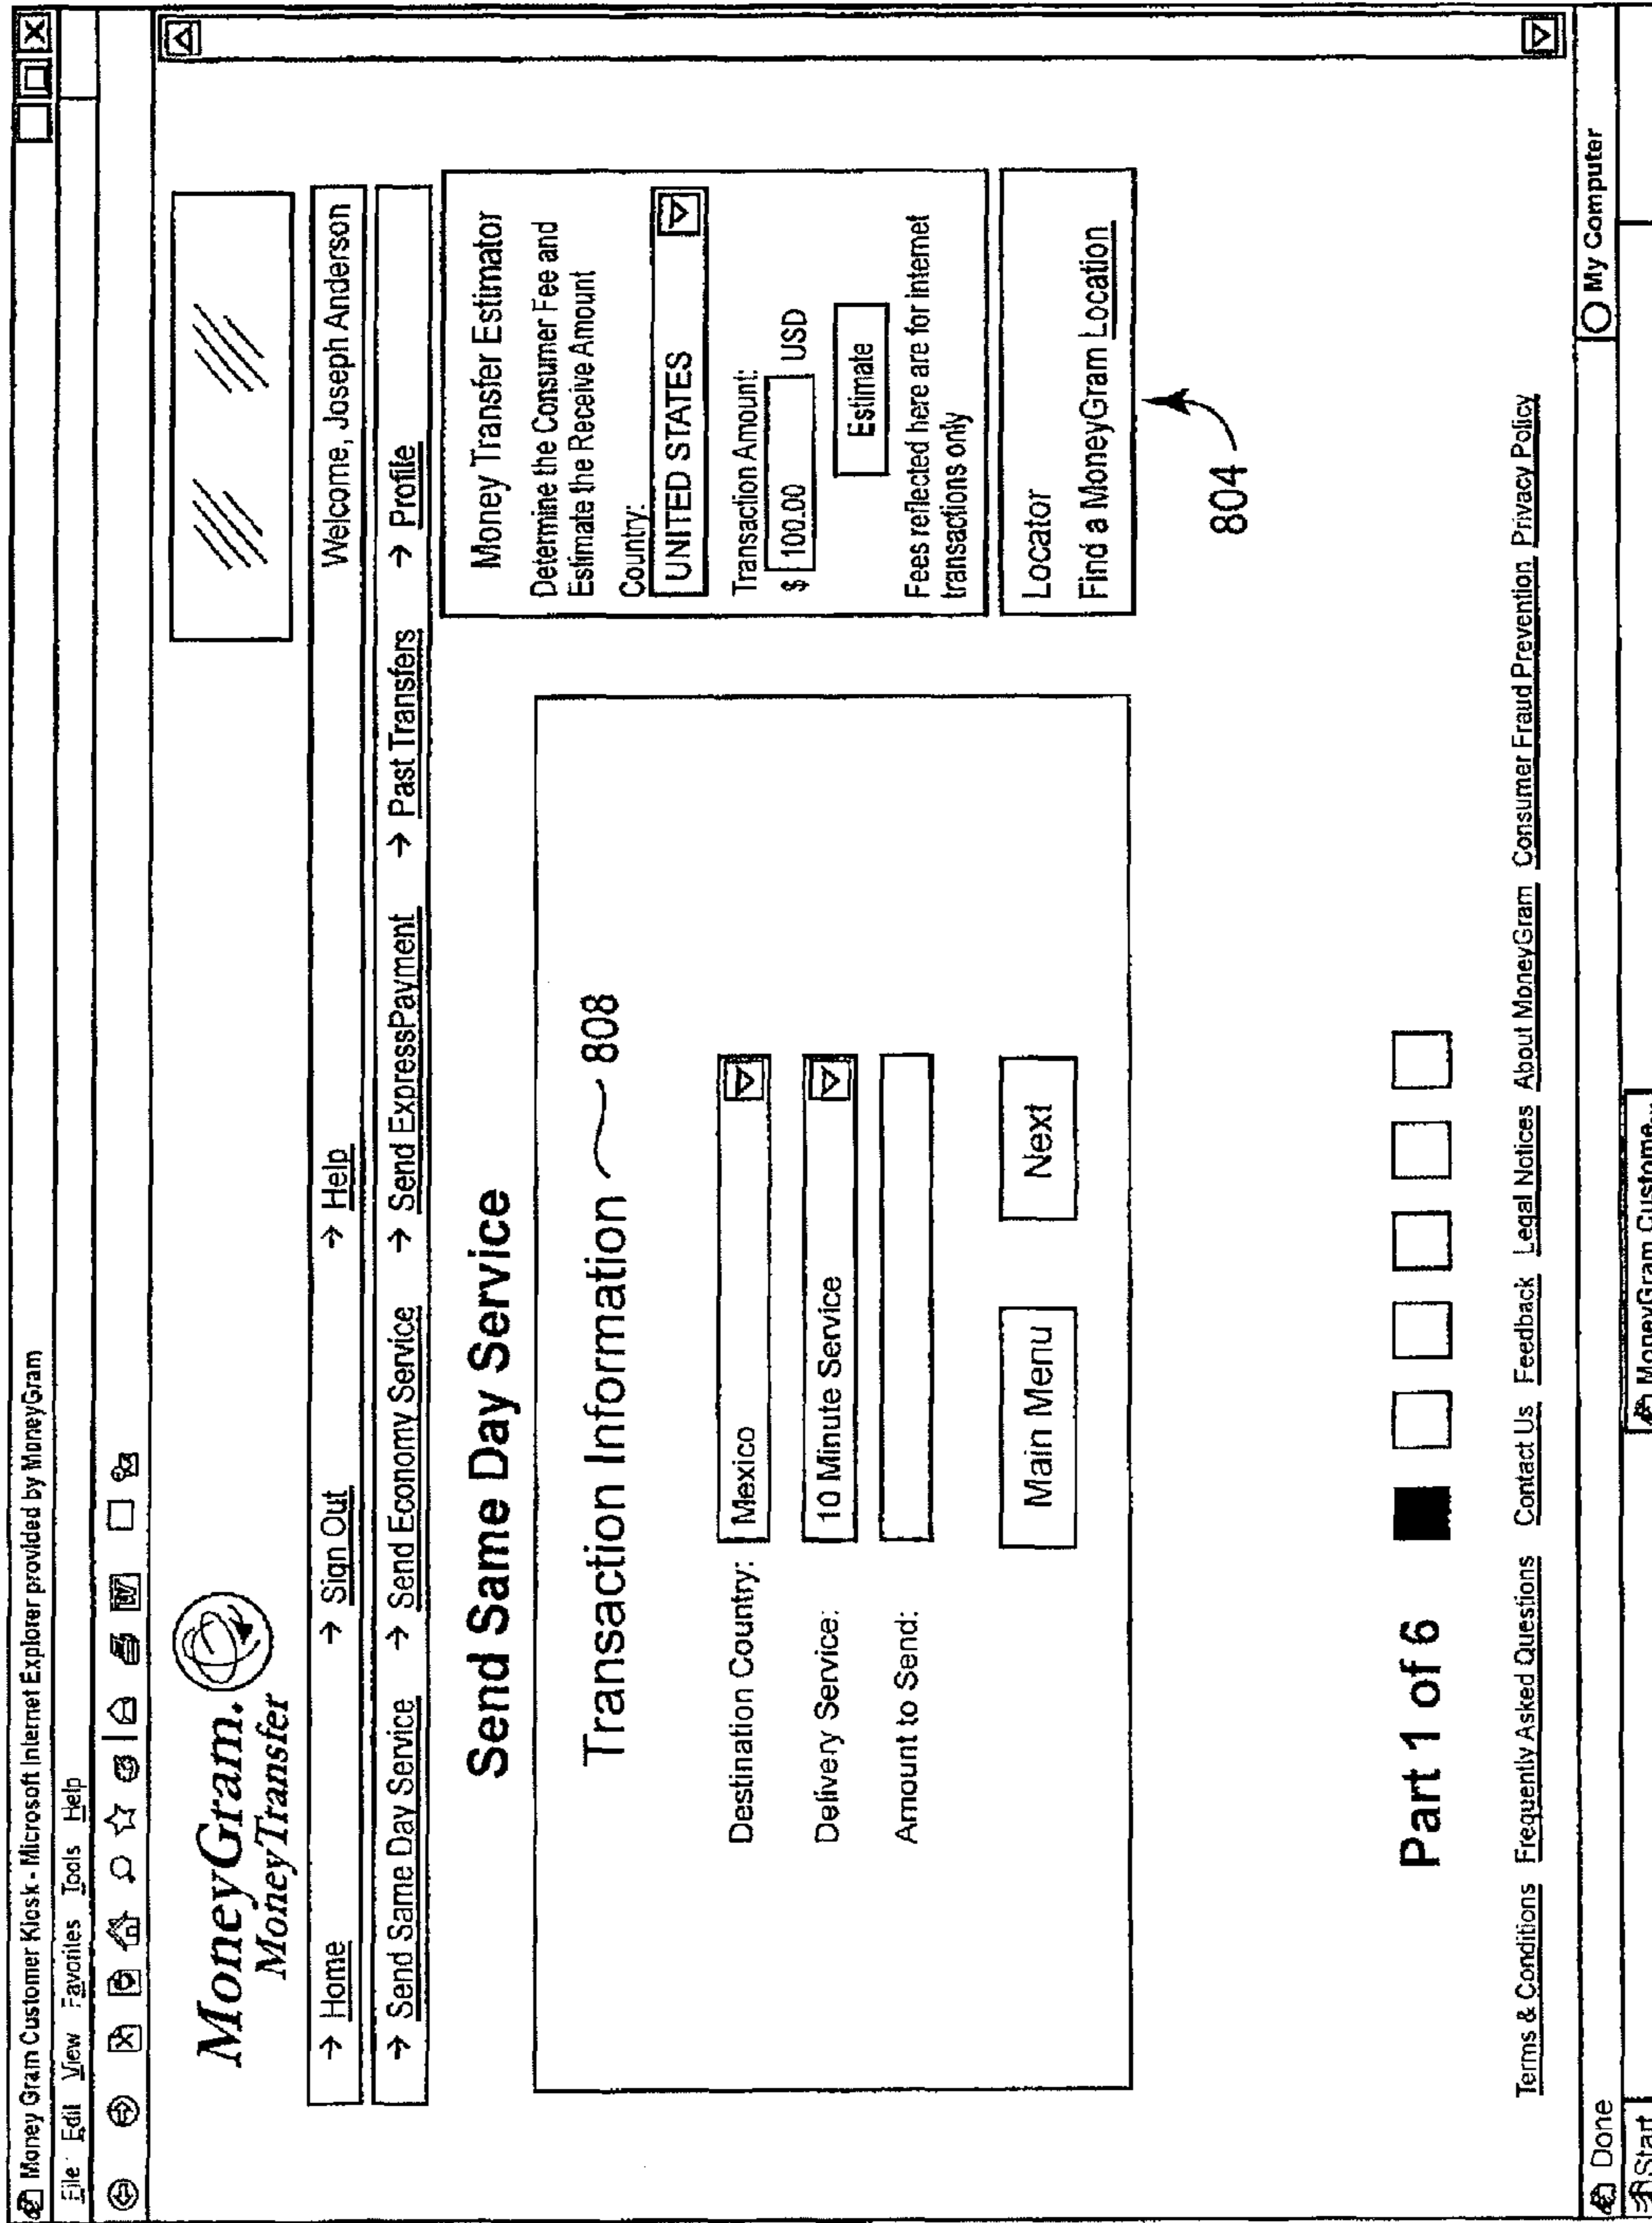 Money Gram Customer Kiosk - Microsoft Internet Explorer provided by MoneyGram
File Edit View Favorites Tools Help
W
MoneyGram.
MoneyTransfer
→ Home → Sign Out → Help Welcome, Joseph Anderson
→ Send Same Day Service → Send Economy Service → Send ExpressPayment → Past Transfers → Profile
Send Same Day Service
Transaction Information 808
Destination Country: Mexico
Delivery Service: 10 Minute Service
Amount to Send:
Main Menu Next
Money Transfer Estimator
Determine the Consumer Fee and
Estimate the Receive Amount
Country:
UNITED STATES
Transaction Amount:
$ 100.00 USD
Estimate
Fees reflected here are for internet
transactions only
Locator
Find a MoneyGram Location
804
Part 1 of 6
Terms & Conditions Frequently Asked Questions Contact Us Feedback Legal Notices About MoneyGram Consumer Fraud Prevention Privacy Policy
Done My Computer
Start MoneyGram Custome...